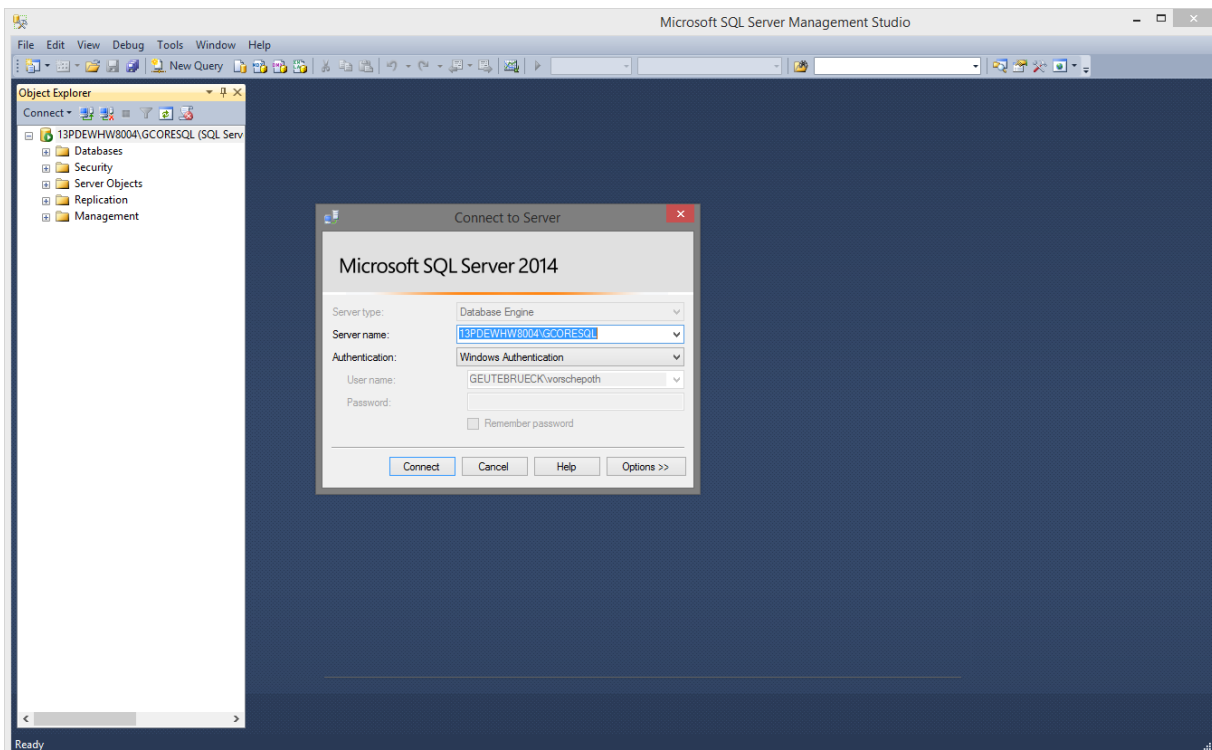 Microsoft SQL Server Management Studio
File Edit View Debug Tools Window Help
New Query
Object Explorer
Connect
13PDEWHW8004\GCORESQL (SQL Serv
Databases
Security
Server Objects
Replication
Management
Connect to Server
Microsoft SQL Server 2014
Server type: Database Engine
Server name: 13PDEWHW8004\GCORESQL
Authentication: Windows Authentication
User name: GEUTEBRUECK\vorschepoth
Password:
Remember password
Connect Cancel Help Options >>
Ready